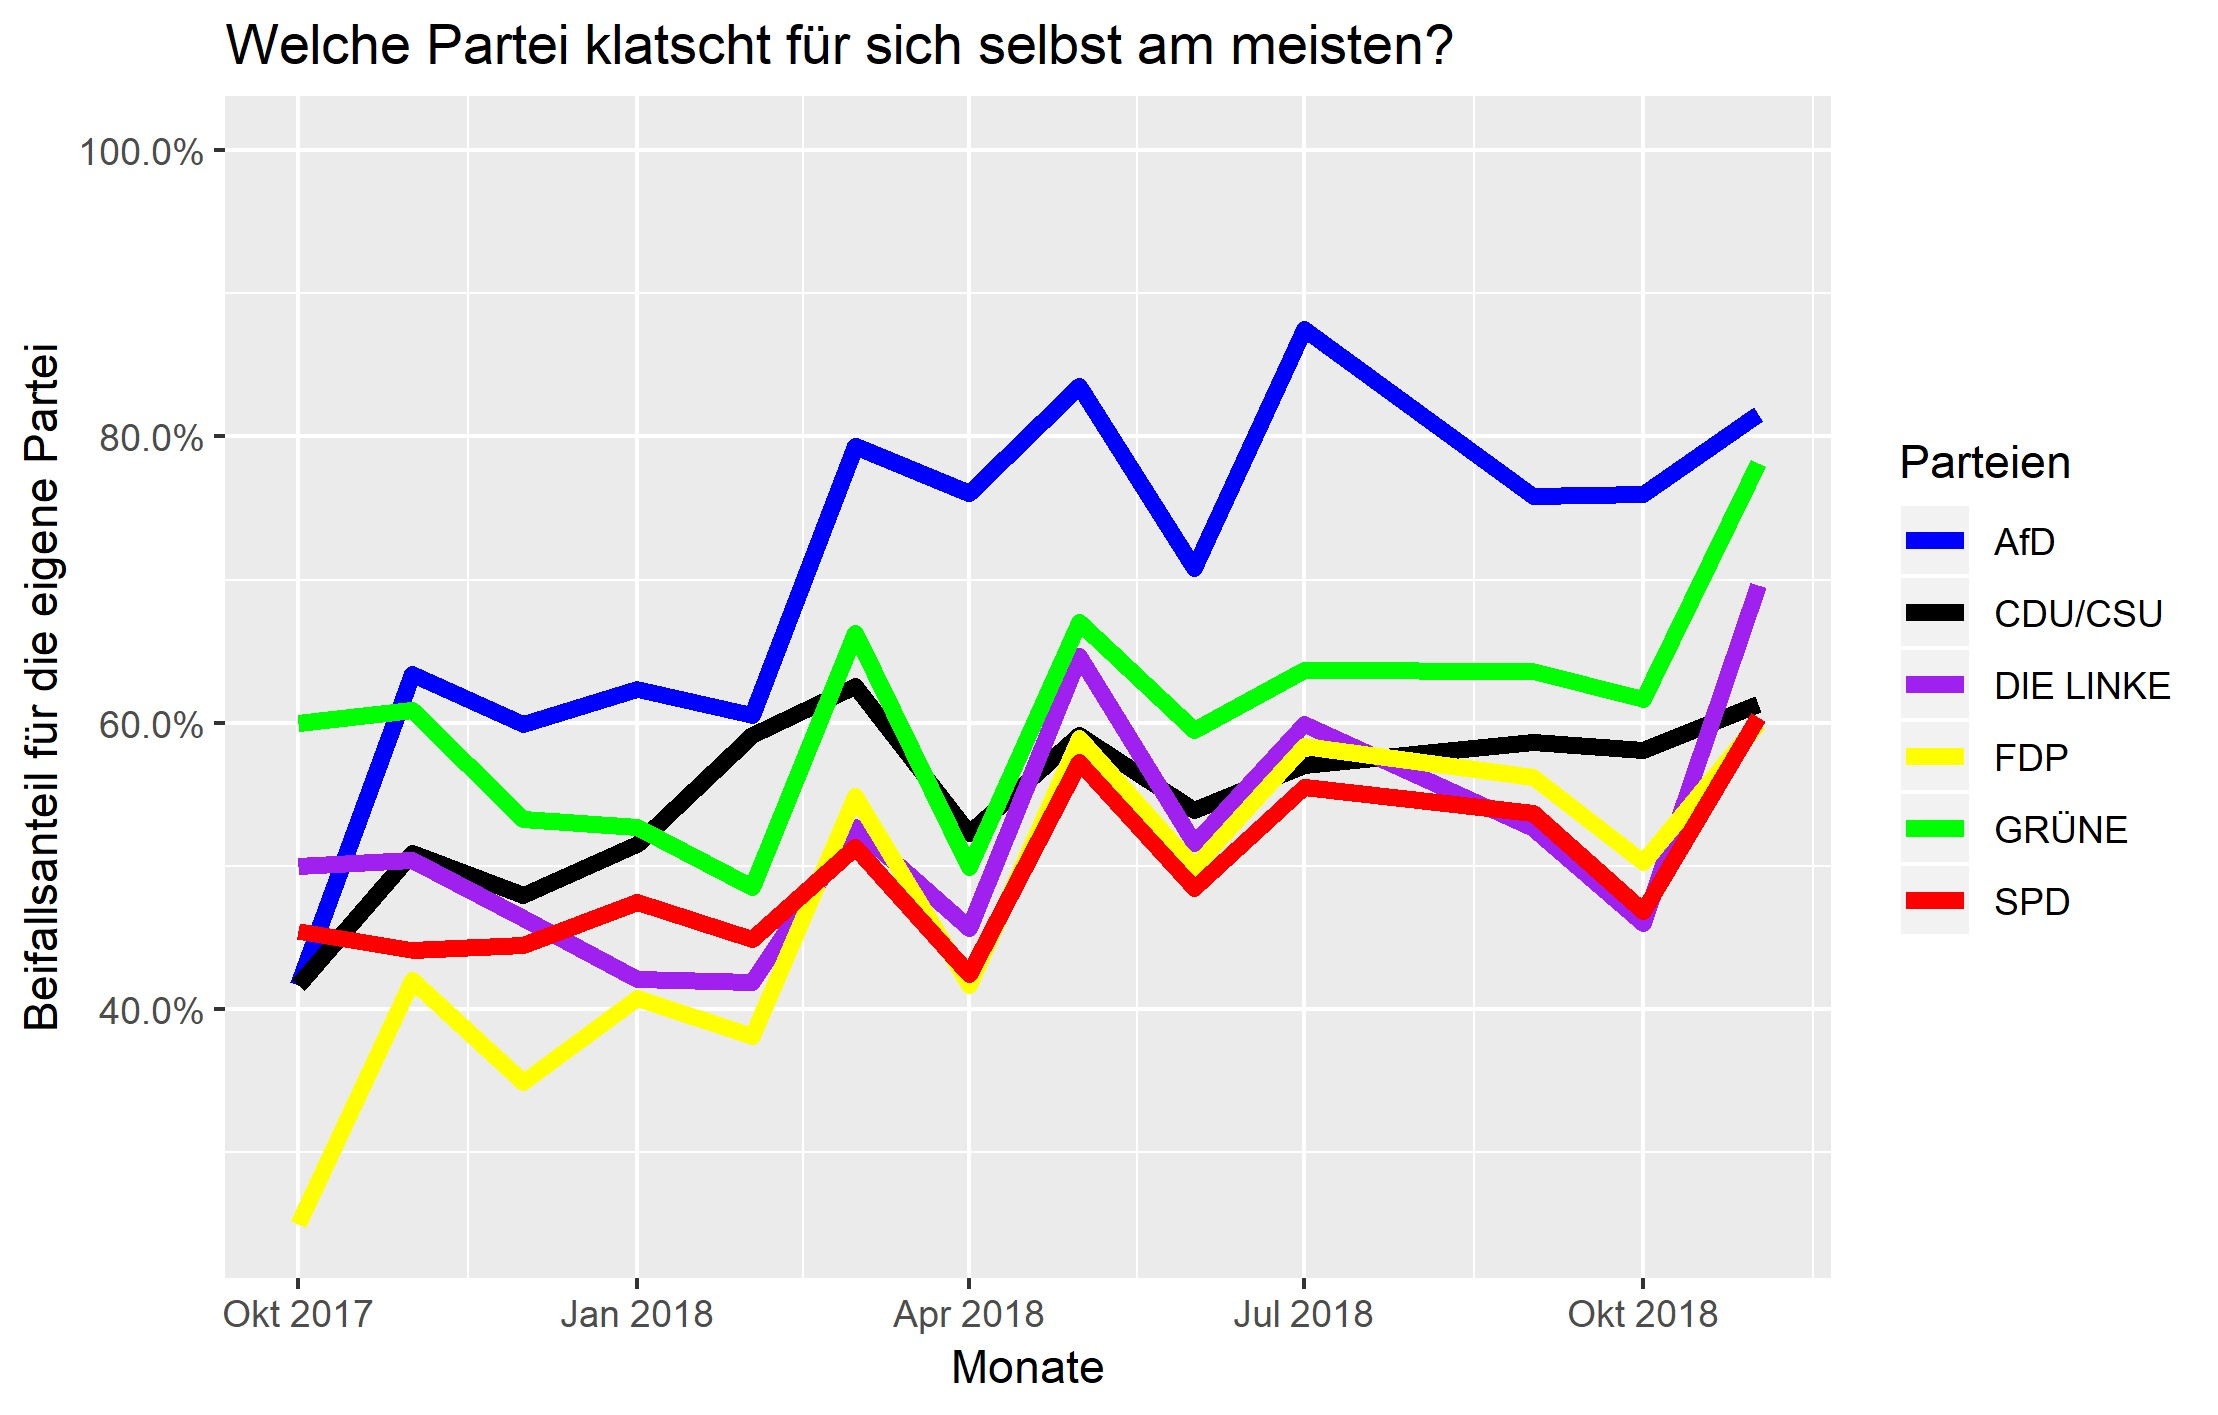 Welche Partei klatscht für sich selbst am meisten?
Beifallsanteil für die eigene Partei
100.0%
80.0%
60.0%
40.0%
Okt 2017
Jan 2018
Apr 2018
Jul 2018
Okt 2018
Monate
Parteien
AfD
CDU/CSU
DIE LINKE
FDP
GRÜNE
SPD